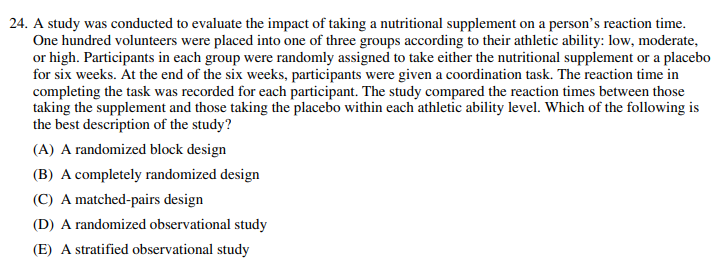 24. A study was conducted to evaluate the impact of taking a nutritional supplement on a person’s reaction time.
One hundred volunteers were placed into one of three groups according to their athletic ability: low, moderate,
or high. Participants in each group were randomly assigned to take either the nutritional supplement or a placebo
for six weeks. At the end of the six weeks, participants were given a coordination task. The reaction time in
completing the task was recorded for each participant. The study compared the reaction times between those
taking the supplement and those taking the placebo within each athletic ability level. Which of the following is
the best description of the study?
(A) A randomized block design
(B) A completely randomized design
(C) A matched-pairs design
(D) A randomized observational study
(E) A stratified observational study